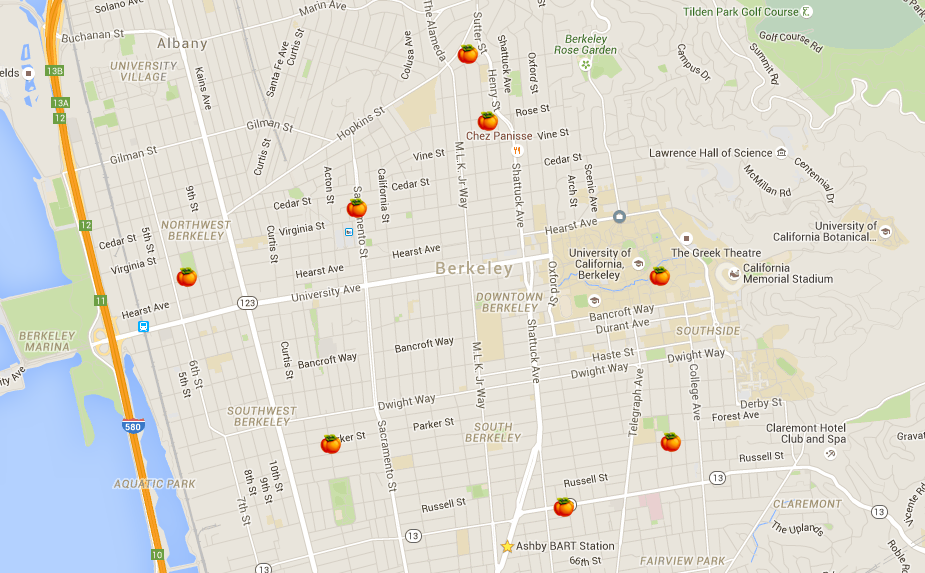 Solano Ave
Marin Ave
The Alameda
Sutter St
Tilden Park Golf Course
Buchanan St
Albany
Colusa Ave
Santa Fe Ave
Curtis St
Shattuck Ave
Oxford St
Berkeley
Rose Garden
Golf Course Rd
Summit Rd
Campus Dr
UNIVERSITY
VILLAGE
Kains Ave
Henry St
13B
13A
12
Gilman St
Hopkins St
Rose St
Chez Panisse
Vine St
Gilman St
Curtis St
Vine St
M.L.K. Jr Way
Cedar St
Lawrence Hall of Science
McMillan Rd
Centennial Dr
Acton St
California St
Cedar St
Shattuck Ave
Arch St
Scenic Ave
9th St
Cedar St
Sacramento St
12
NORTHWEST
BERKELEY
Virginia St
Hearst Ave
University of
California Botanical...
5th St
Cedar St
Curtis St
Hearst Ave
The Greek Theatre
University of
California,
Berkeley
Virginia St
Hearst Ave
Berkeley
Oxford St
California
Memorial Stadium
11
123
University Ave
DOWNTOWN
BERKELEY
Hearst Ave
Bancroft Way
Durant Ave
SOUTHSIDE
BERKELEY
MARINA
Curtis St
Bancroft Way
Bancroft Way
M.L.K. Jr Way
Shattuck Ave
Haste St
Dwight Way
Dwight Way
6th St
5th St
ity Ave
Dwight Way
Telegraph Ave
College Ave
Derby St
Forest Ave
SOUTHWEST
BERKELEY
Parker St
SOUTH
BERKELEY
Claremont Hotel
Club and Spa
580
ker St
Sacramento St
Russell St
Gravat
AQUATIC PARK
10th St
9th St
8th St
7th St
Russell St
Russell St
13
13
CLAREMONT
13
13
The Uplands
Vicente Rd
Roble Ro
10
Ashby BART Station
66th St
FAIRVIEW PARK
13